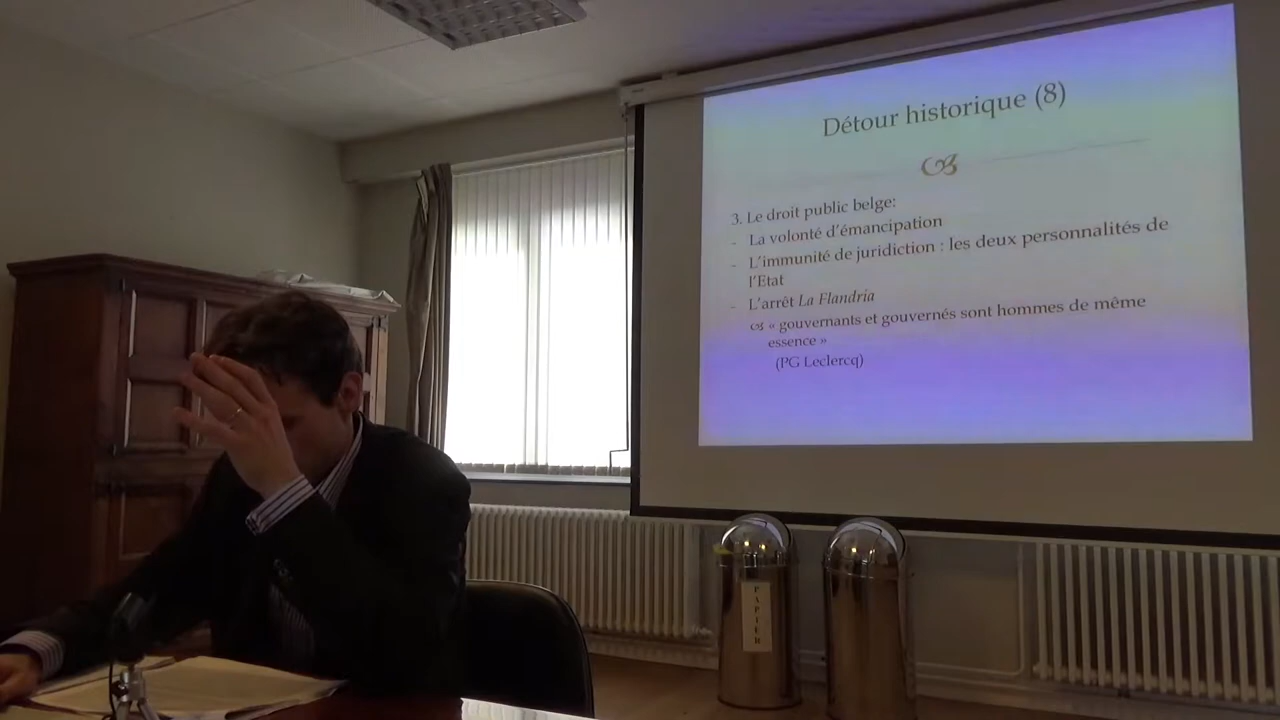 Détour historique (8)
3. Le droit public belge:
- La volonté d'émancipation
- L'immunité de juridiction : les deux personnalités de
l'Etat
- L'arrêt La Flandria
« gouvernants et gouvernés sont hommes de même
essence »
(PG Leclercq)
PAPIER